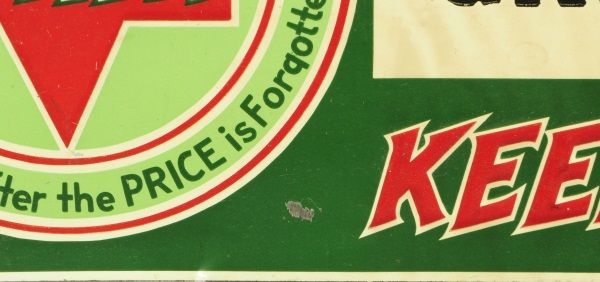 fter the PRICE is Forgotte
KEE